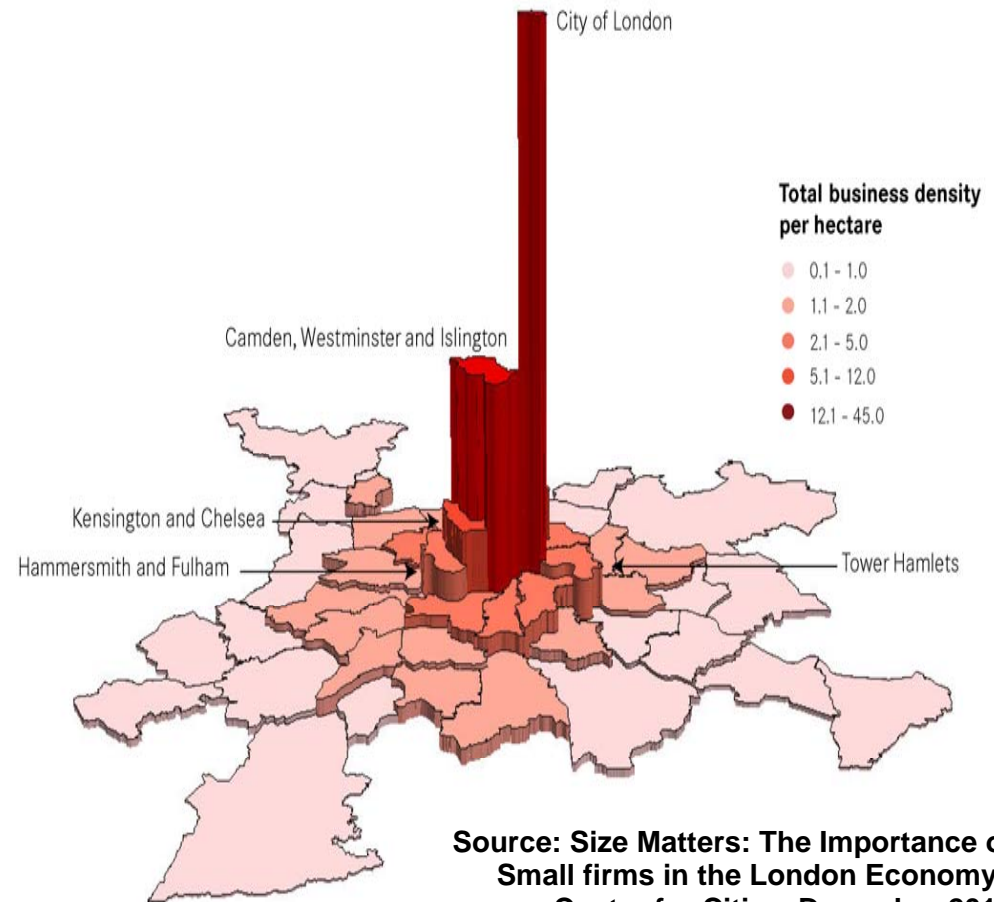 City of London
Total business density
per hectare
0.1 - 1.0
1.1 - 2.0
2.1 - 5.0
5.1 - 12.0
12.1 - 45.0
Camden, Westminster and Islington
Kensington and Chelsea
Hammersmith and Fulham
Tower Hamlets
Source: Size Matters: The Importance
Small firms in the London Economy